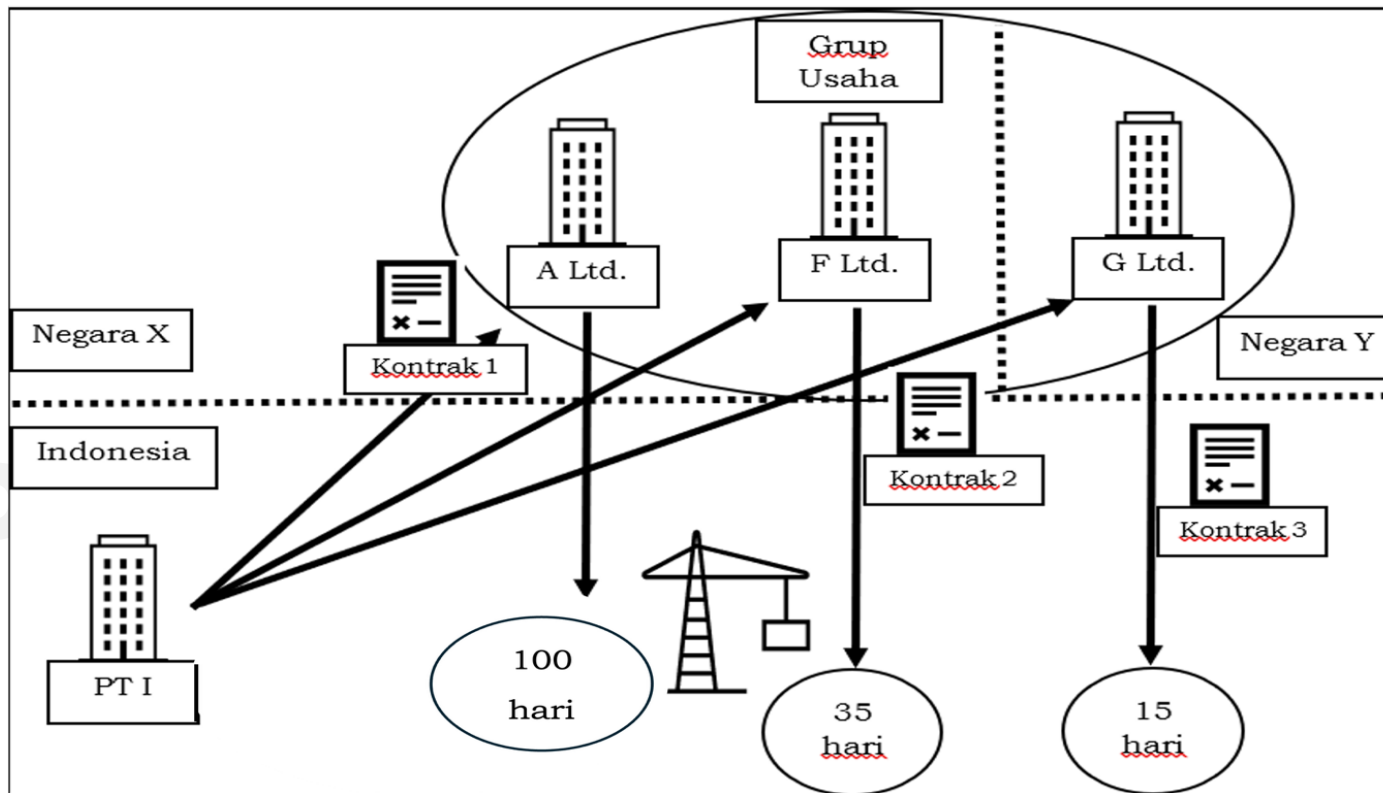 Grup
Usaha
A Ltd.
F Ltd.
G Ltd.
Negara X
Kontrak 1
Negara Y
Indonesia
Kontrak 2
Kontrak 3
PT I
100
hari
35
hari
15
hari